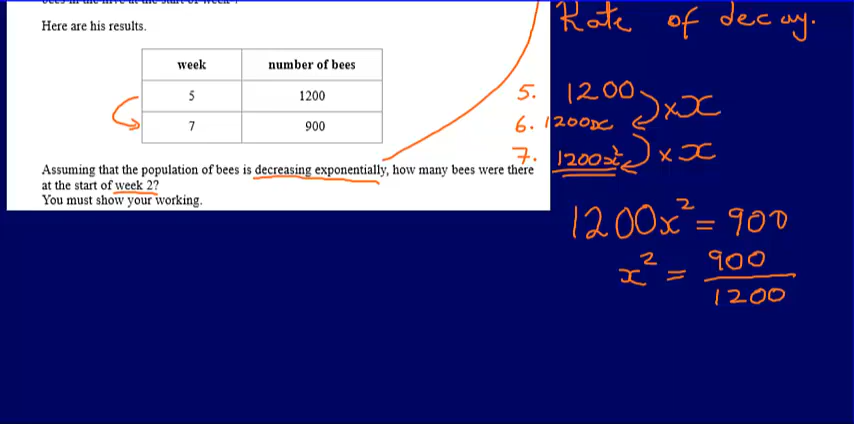 Here are his results.
week number of bees
5 1200
7 900
Assuming that the population of bees is decreasing exponentially, how many bees were there
at the start of week 2?
You must show your working.
Rate of decay.
5. 1200 × x
6. 1200x
7. 1200x² × x
1200x² = 900
x² = 900
1200